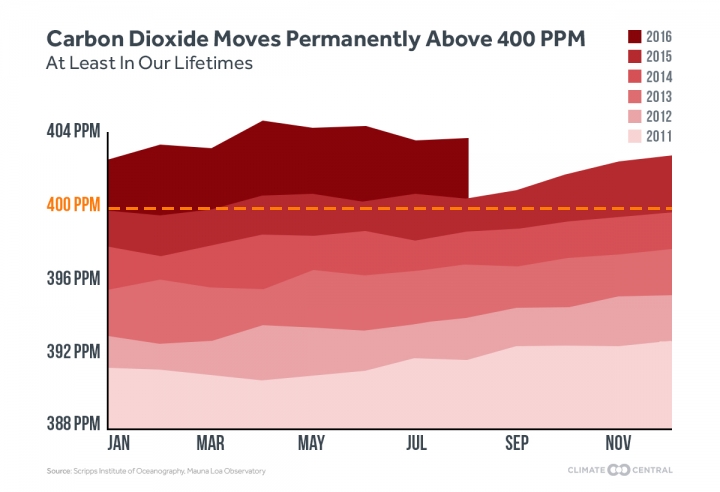 Carbon Dioxide Moves Permanently Above 400 PPM
At Least In Our Lifetimes
2016
2015
2014
2013
2012
2011
404 PPM
400 PPM
396 PPM
392 PPM
388 PPM
JAN MAR MAY JUL SEP NOV
Source: Scripps Institute of Oceanography, Mauna Loa Observatory
CLIMATE CENTRAL